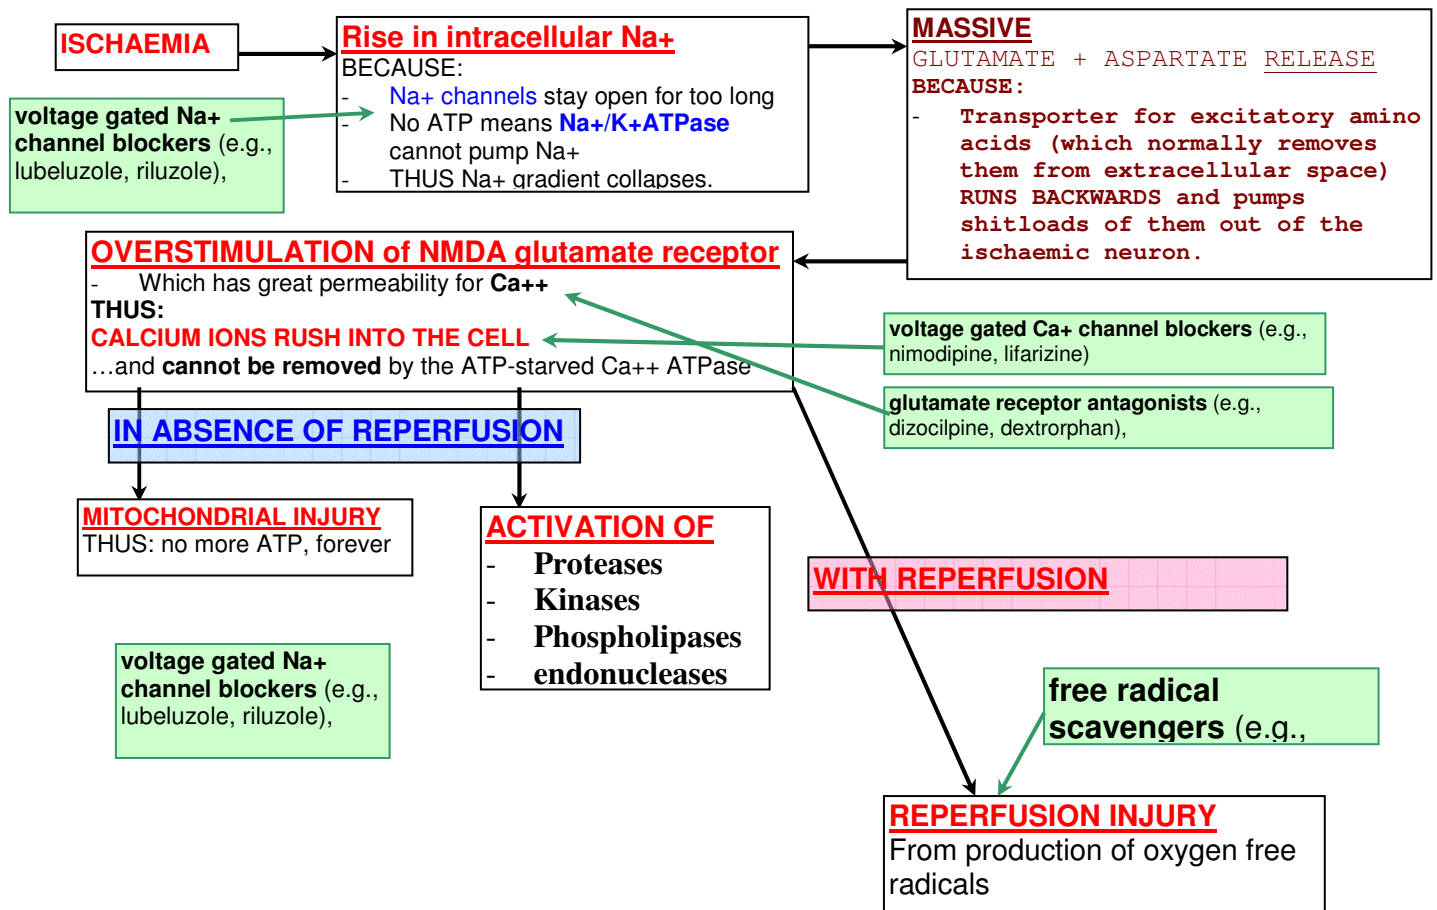 ISCHAEMIA
Rise in intracellular Na+
BECAUSE:
- Na+ channels stay open for too long
- No ATP means Na+/K+ATPase
cannot pump Na+
- THUS Na+ gradient collapses.
MASSIVE
GLUTAMATE + ASPARTATE RELEASE
BECAUSE:
- Transporter for excitatory amino
acids (which normally removes
them from extracellular space)
RUNS BACKWARDS and pumps
shitloads of them out of the
ischaemic neuron.
voltage gated Na+
channel blockers (e.g.,
lubeluzole, riluzole),
OVERSTIMULATION of NMDA glutamate receptor
- Which has great permeability for Ca++
THUS:
CALCIUM IONS RUSH INTO THE CELL
…and cannot be removed by the ATP-starved Ca++ ATPase
voltage gated Ca+ channel blockers (e.g.,
nimodipine, lifarizine)
glutamate receptor antagonists (e.g.,
dizocilpine, dextrorphan),
IN ABSENCE OF REPERFUSION
MITOCHONDRIAL INJURY
THUS: no more ATP, forever
ACTIVATION OF
- Proteases
- Kinases
- Phospholipases
- endonucleases
WITH REPERFUSION
voltage gated Na+
channel blockers (e.g.,
lubeluzole, riluzole),
free radical
scavengers (e.g.,
REPERFUSION INJURY
From production of oxygen free
radicals